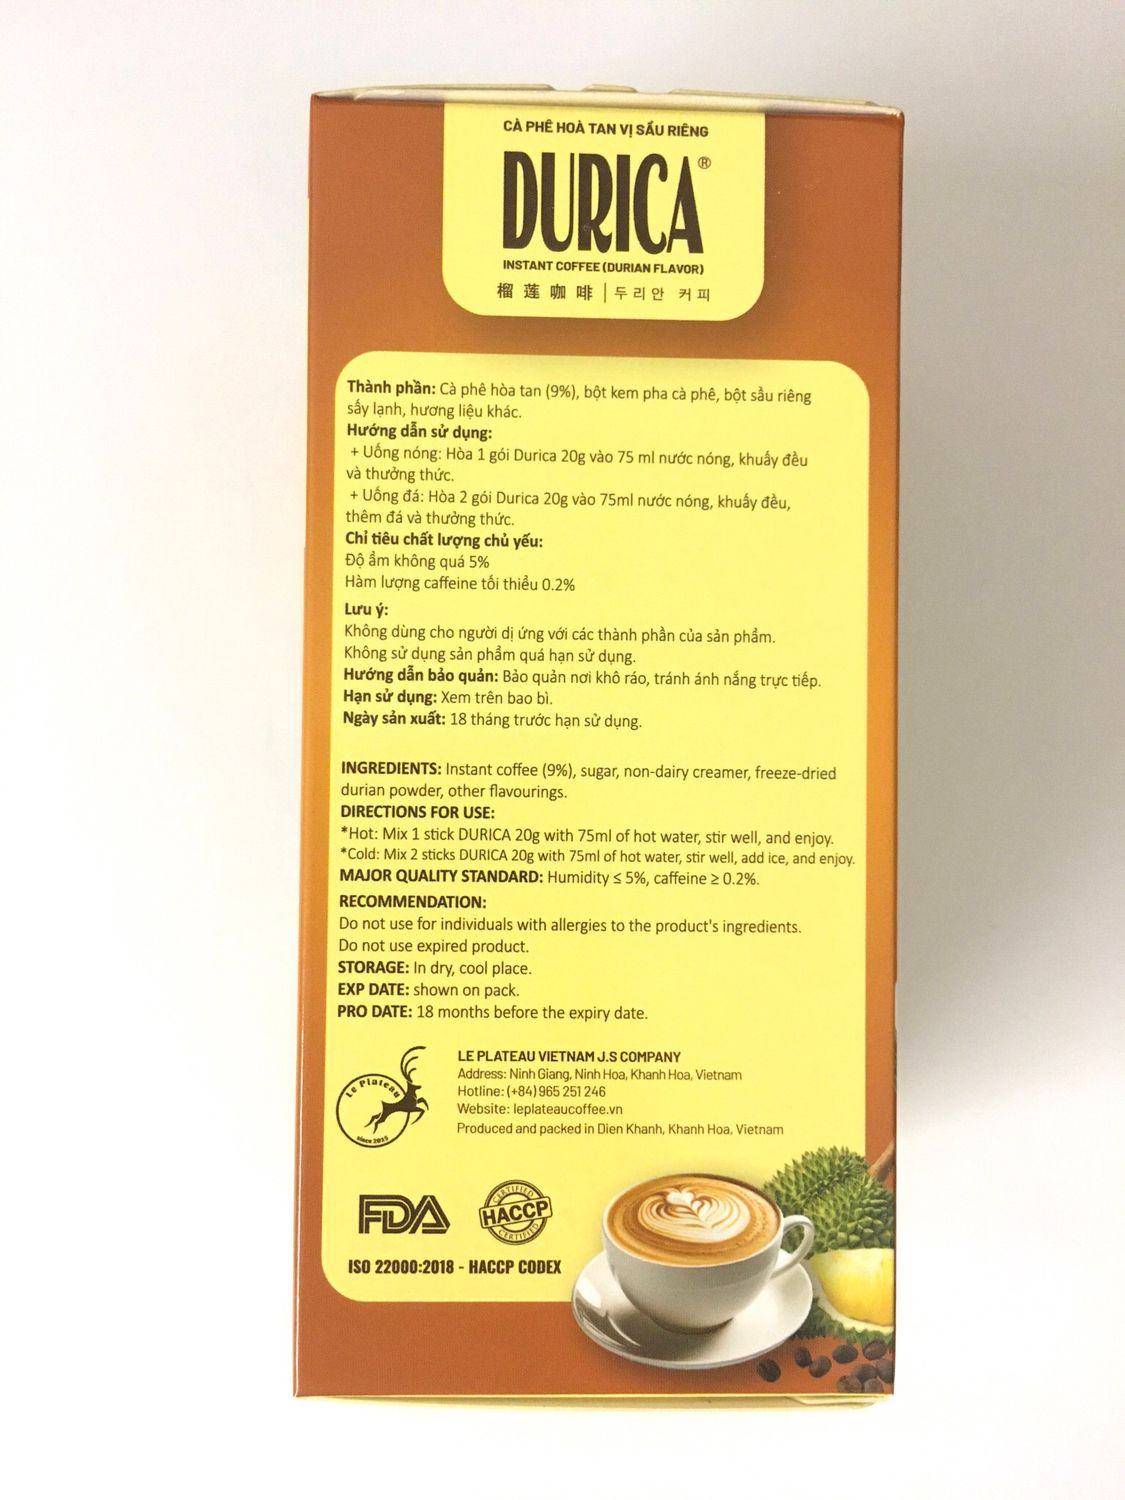 CÀ PHÊ HOÀ TAN VỊ SẦU RIÊNG
DURICA®
INSTANT COFFEE (DURIAN FLAVOR)
榴莲咖啡 | 두리안 커피
Thành phần: Cà phê hòa tan (9%), bột kem pha cà phê, bột sầu riêng
sấy lạnh, hương liệu khác.
Hướng dẫn sử dụng:
+ Uống nóng: Hòa 1 gói Durica 20g vào 75 ml nước nóng, khuấy đều
và thưởng thức.
+ Uống đá: Hòa 2 gói Durica 20g vào 75ml nước nóng, khuấy đều,
thêm đá và thưởng thức.
Chỉ tiêu chất lượng chủ yếu:
Độ ẩm không quá 5%
Hàm lượng caffeine tối thiểu 0.2%
Lưu ý:
Không dùng cho người dị ứng với các thành phần của sản phẩm.
Không sử dụng sản phẩm quá hạn sử dụng.
Hướng dẫn bảo quản: Bảo quản nơi khô ráo, tránh ánh nắng trực tiếp.
Hạn sử dụng: Xem trên bao bì.
Ngày sản xuất: 18 tháng trước hạn sử dụng.
INGREDIENTS: Instant coffee (9%), sugar, non-dairy creamer, freeze-dried
durian powder, other flavourings.
DIRECTIONS FOR USE:
*Hot: Mix 1 stick DURICA 20g with 75ml of hot water, stir well, and enjoy.
*Cold: Mix 2 sticks DURICA 20g with 75ml of hot water, stir well, add ice, and enjoy.
MAJOR QUALITY STANDARD: Humidity ≤ 5%, caffeine ≥ 0.2%.
RECOMMENDATION:
Do not use for individuals with allergies to the product's ingredients.
Do not use expired product.
STORAGE: In dry, cool place.
EXP DATE: shown on pack.
PRO DATE: 18 months before the expiry date.
Le Plateau
since 2015
LE PLATEAU VIETNAM J.S COMPANY
Address: Ninh Giang, Ninh Hoa, Khanh Hoa, Vietnam
Hotline: (+84) 965 251 246
Website: leplateaucoffee.vn
Produced and packed in Dien Khanh, Khanh Hoa, Vietnam
FDA
CERTIFIED
HACCP
CERTIFIED
ISO 22000:2018 - HACCP CODEX